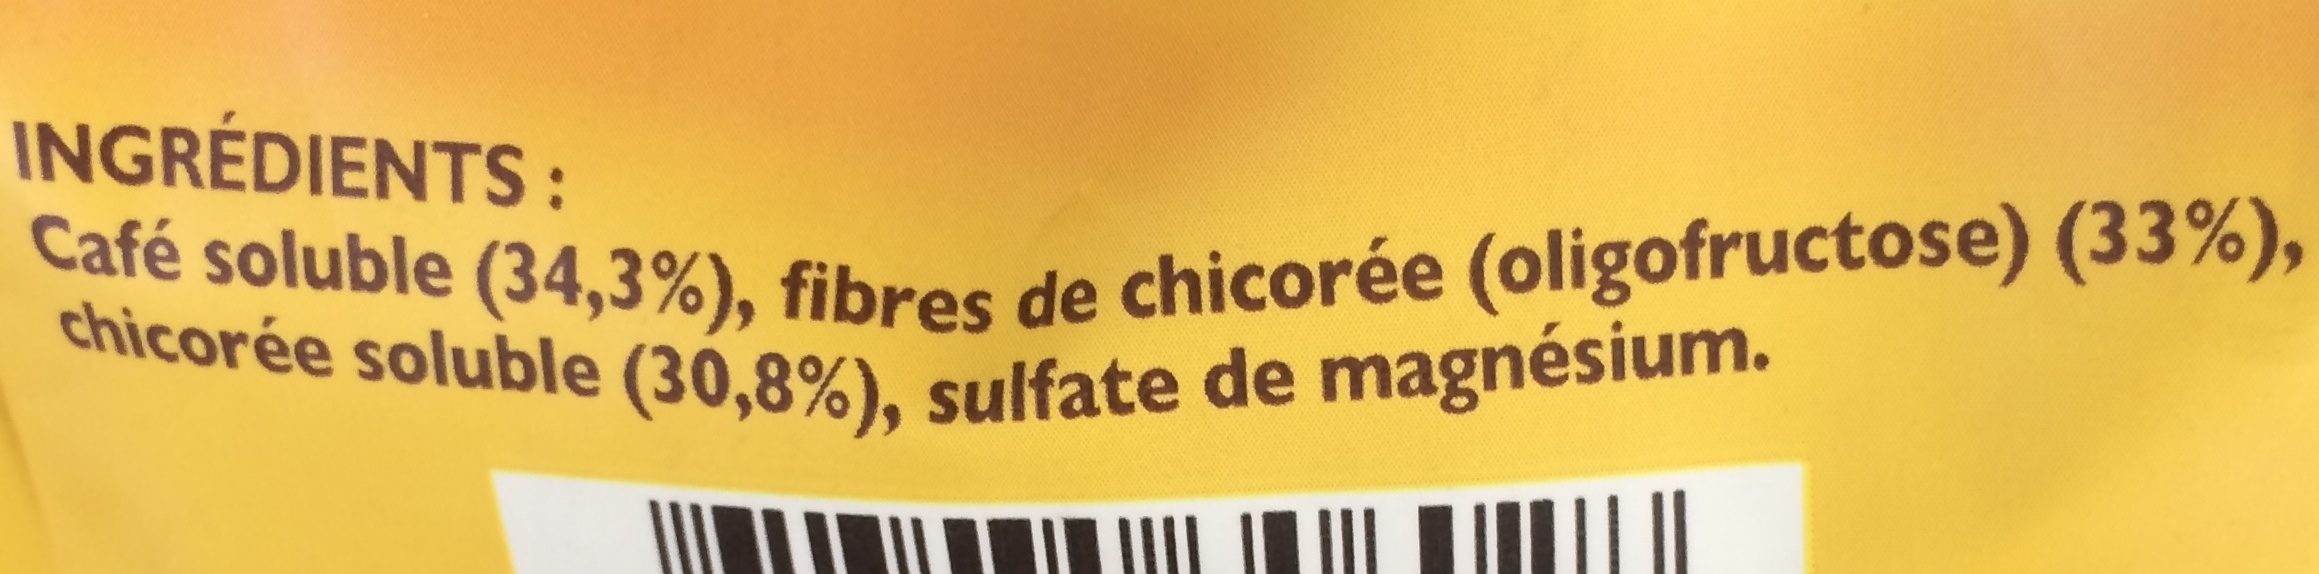 INGRÉDIENTS :
Café soluble (34,3%), fibres de chicorée (oligofructose) (33%),
chicorée soluble (30,8%), sulfate de magnésium.